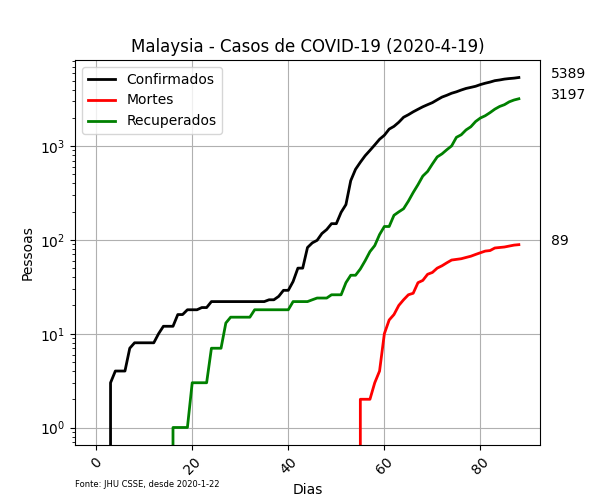 Malaysia - Casos de COVID-19 (2020-4-19)
Confirmados
Mortes
Recuperados
5389
3197
89
Pessoas
10³
10²
10¹
10⁰
0
20
40
60
80
Dias
Fonte: JHU CSSE, desde 2020-1-22